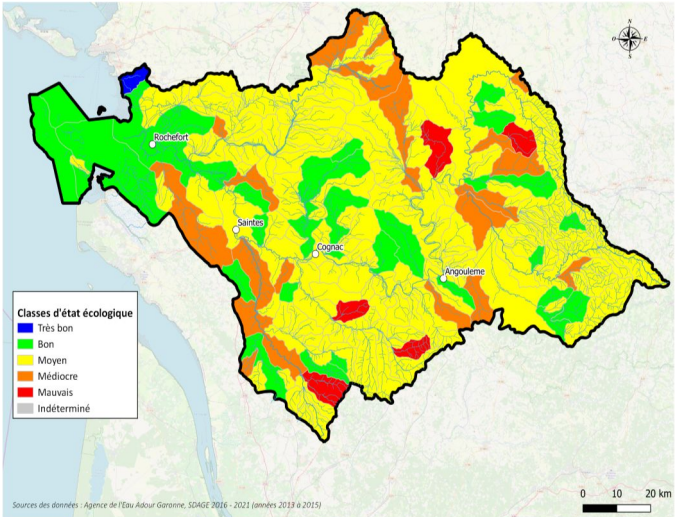 N
O E
S
Rochefort
Saintes
Cognac
Angouleme
Classes d'état écologique
Très bon
Bon
Moyen
Médiocre
Mauvais
Indéterminé
0 10 20 km
Sources des données : Agence de l'Eau Adour Garonne, SDAGE 2016 - 2021 (années 2013 à 2015)